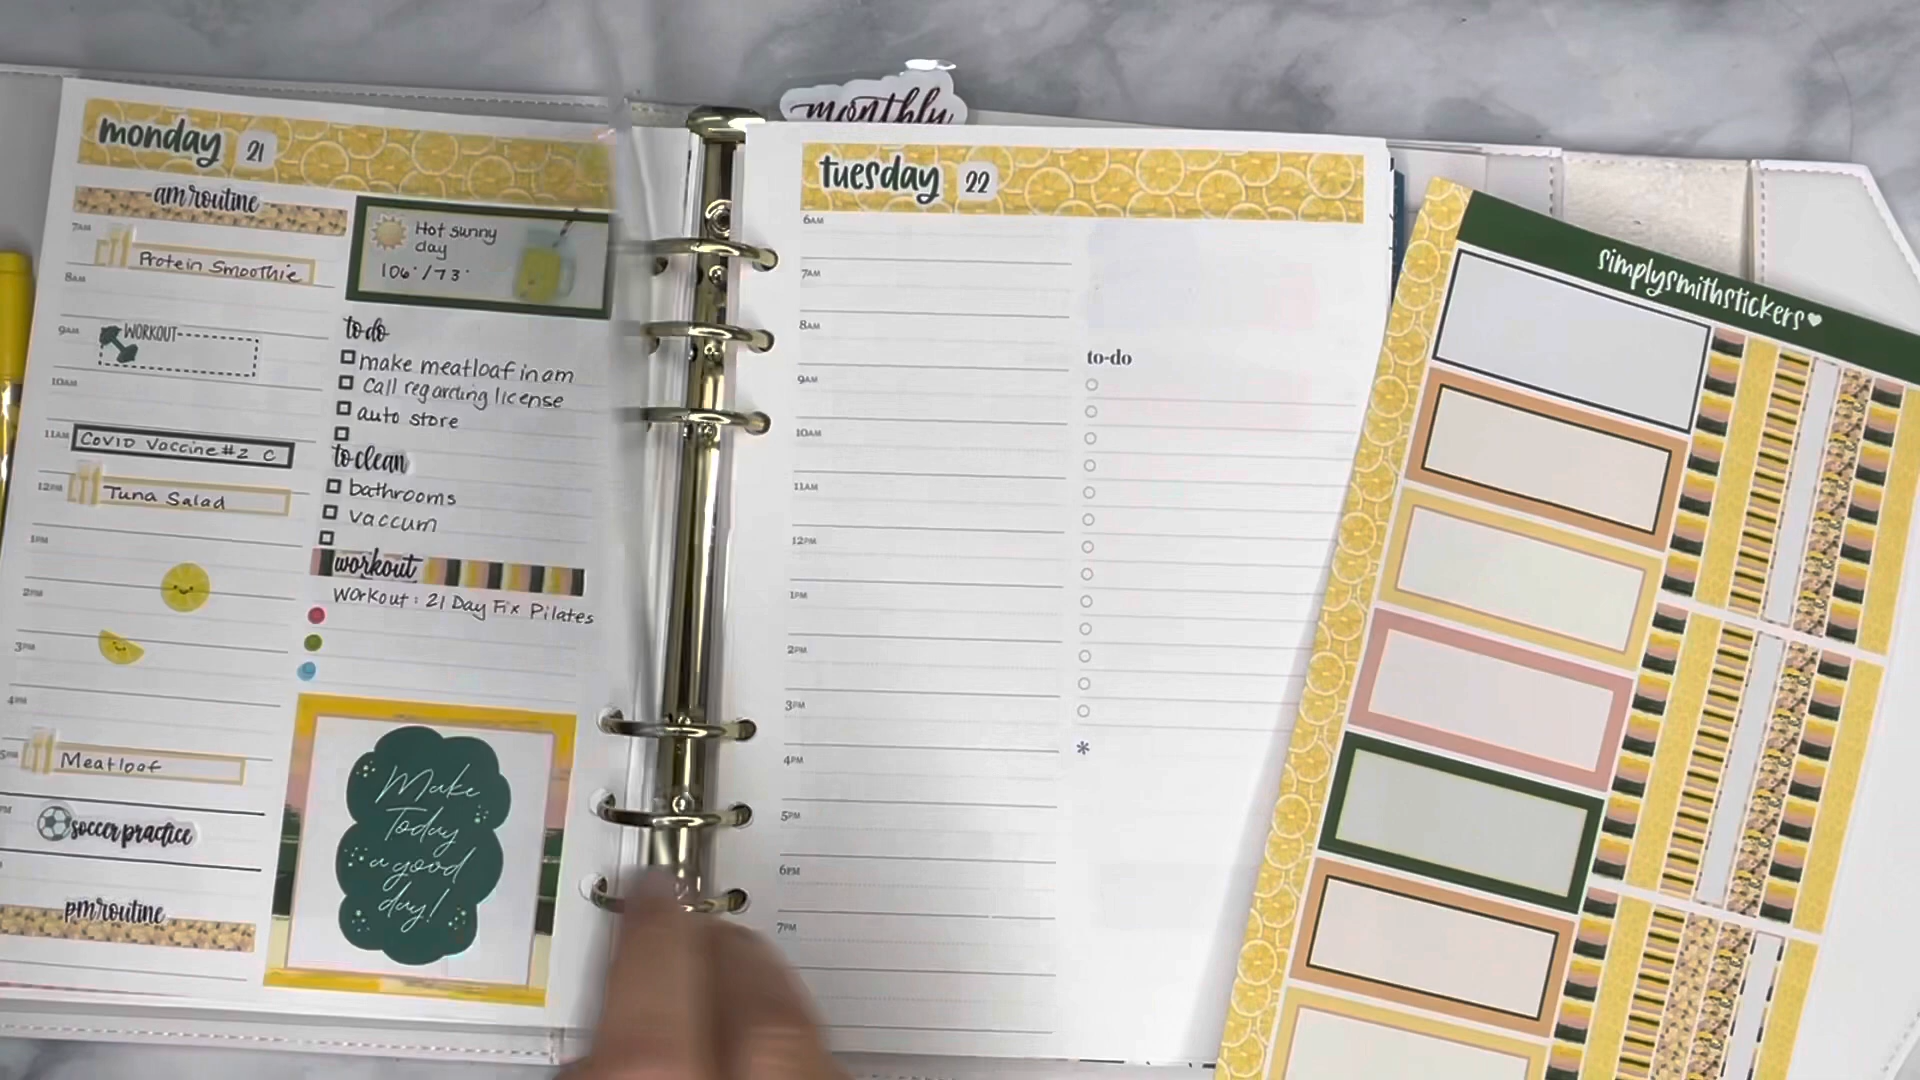 monthly
monday 21
am routine
7AM
Protein Smoothie
8AM
9AM
WORKOUT
10AM
11AM
COVID Vaccine #2 C
12PM
Tuna Salad
1PM
2PM
3PM
4PM
5PM
Meatloaf
PM
soccer practice
pm routine
Hot sunny
day
106°/73°
to do
make meatloaf in am
Call regarding license
auto store
to clean
bathrooms
vaccum
workout
Workout: 21 Day Fix Pilates
Make
Today
a good
day!
tuesday 22
6AM
7AM
8AM
9AM
10AM
11AM
12PM
1PM
2PM
3PM
4PM
5PM
6PM
7PM
to-do
*
simplysmithstickers